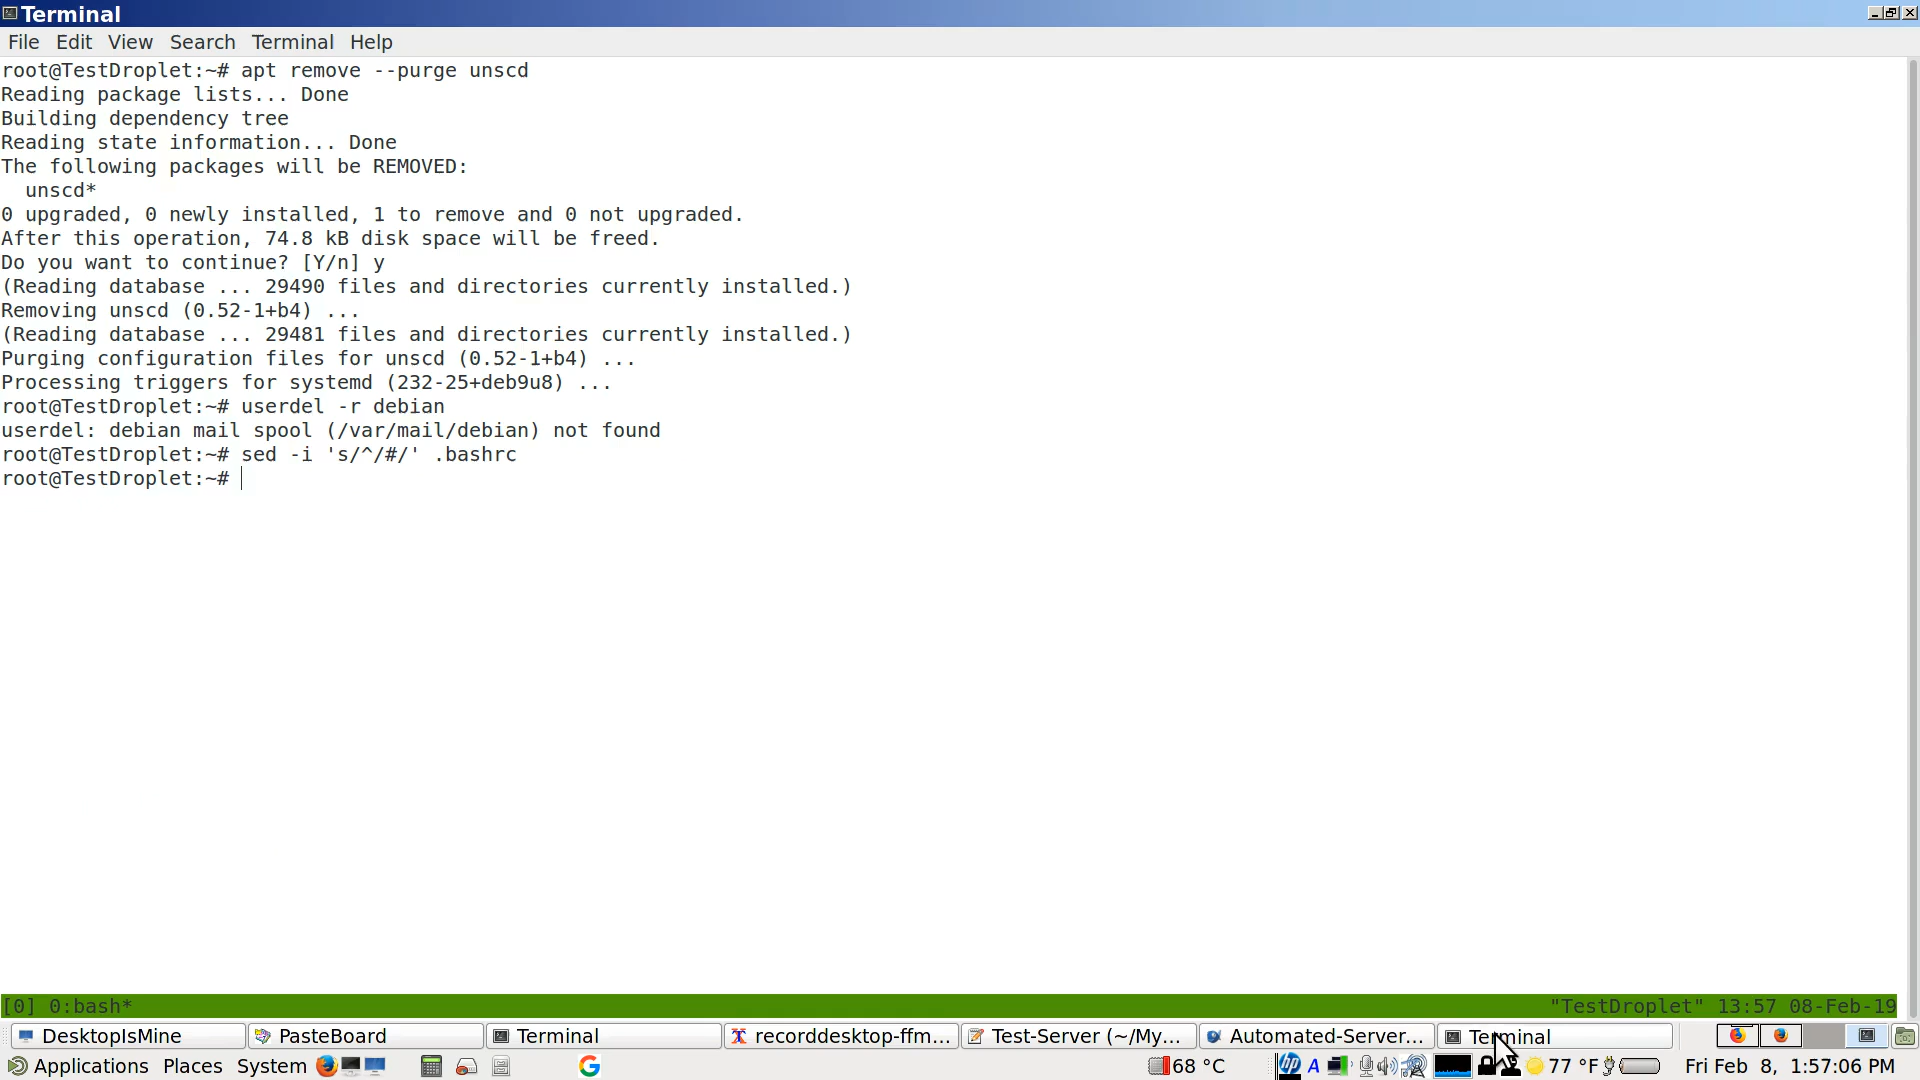 Terminal
File Edit View Search Terminal Help
root@TestDroplet:~# apt remove --purge unscd
Reading package lists... Done
Building dependency tree
Reading state information... Done
The following packages will be REMOVED:
  unscd*
0 upgraded, 0 newly installed, 1 to remove and 0 not upgraded.
After this operation, 74.8 kB disk space will be freed.
Do you want to continue? [Y/n] y
(Reading database ... 29490 files and directories currently installed.)
Removing unscd (0.52-1+b4) ...
(Reading database ... 29481 files and directories currently installed.)
Purging configuration files for unscd (0.52-1+b4) ...
Processing triggers for systemd (232-25+deb9u8) ...
root@TestDroplet:~# userdel -r debian
userdel: debian mail spool (/var/mail/debian) not found
root@TestDroplet:~# sed -i 's/^/#/' .bashrc
root@TestDroplet:~#
[0] 0:bash* "TestDroplet" 13:57 08-Feb-19
DesktopIsMine PasteBoard Terminal recorddesktop-ffm... Test-Server (~/My... Automated-Server... Terminal
Applications Places System G 68 °C hp A 77 °F Fri Feb 8, 1:57:06 PM